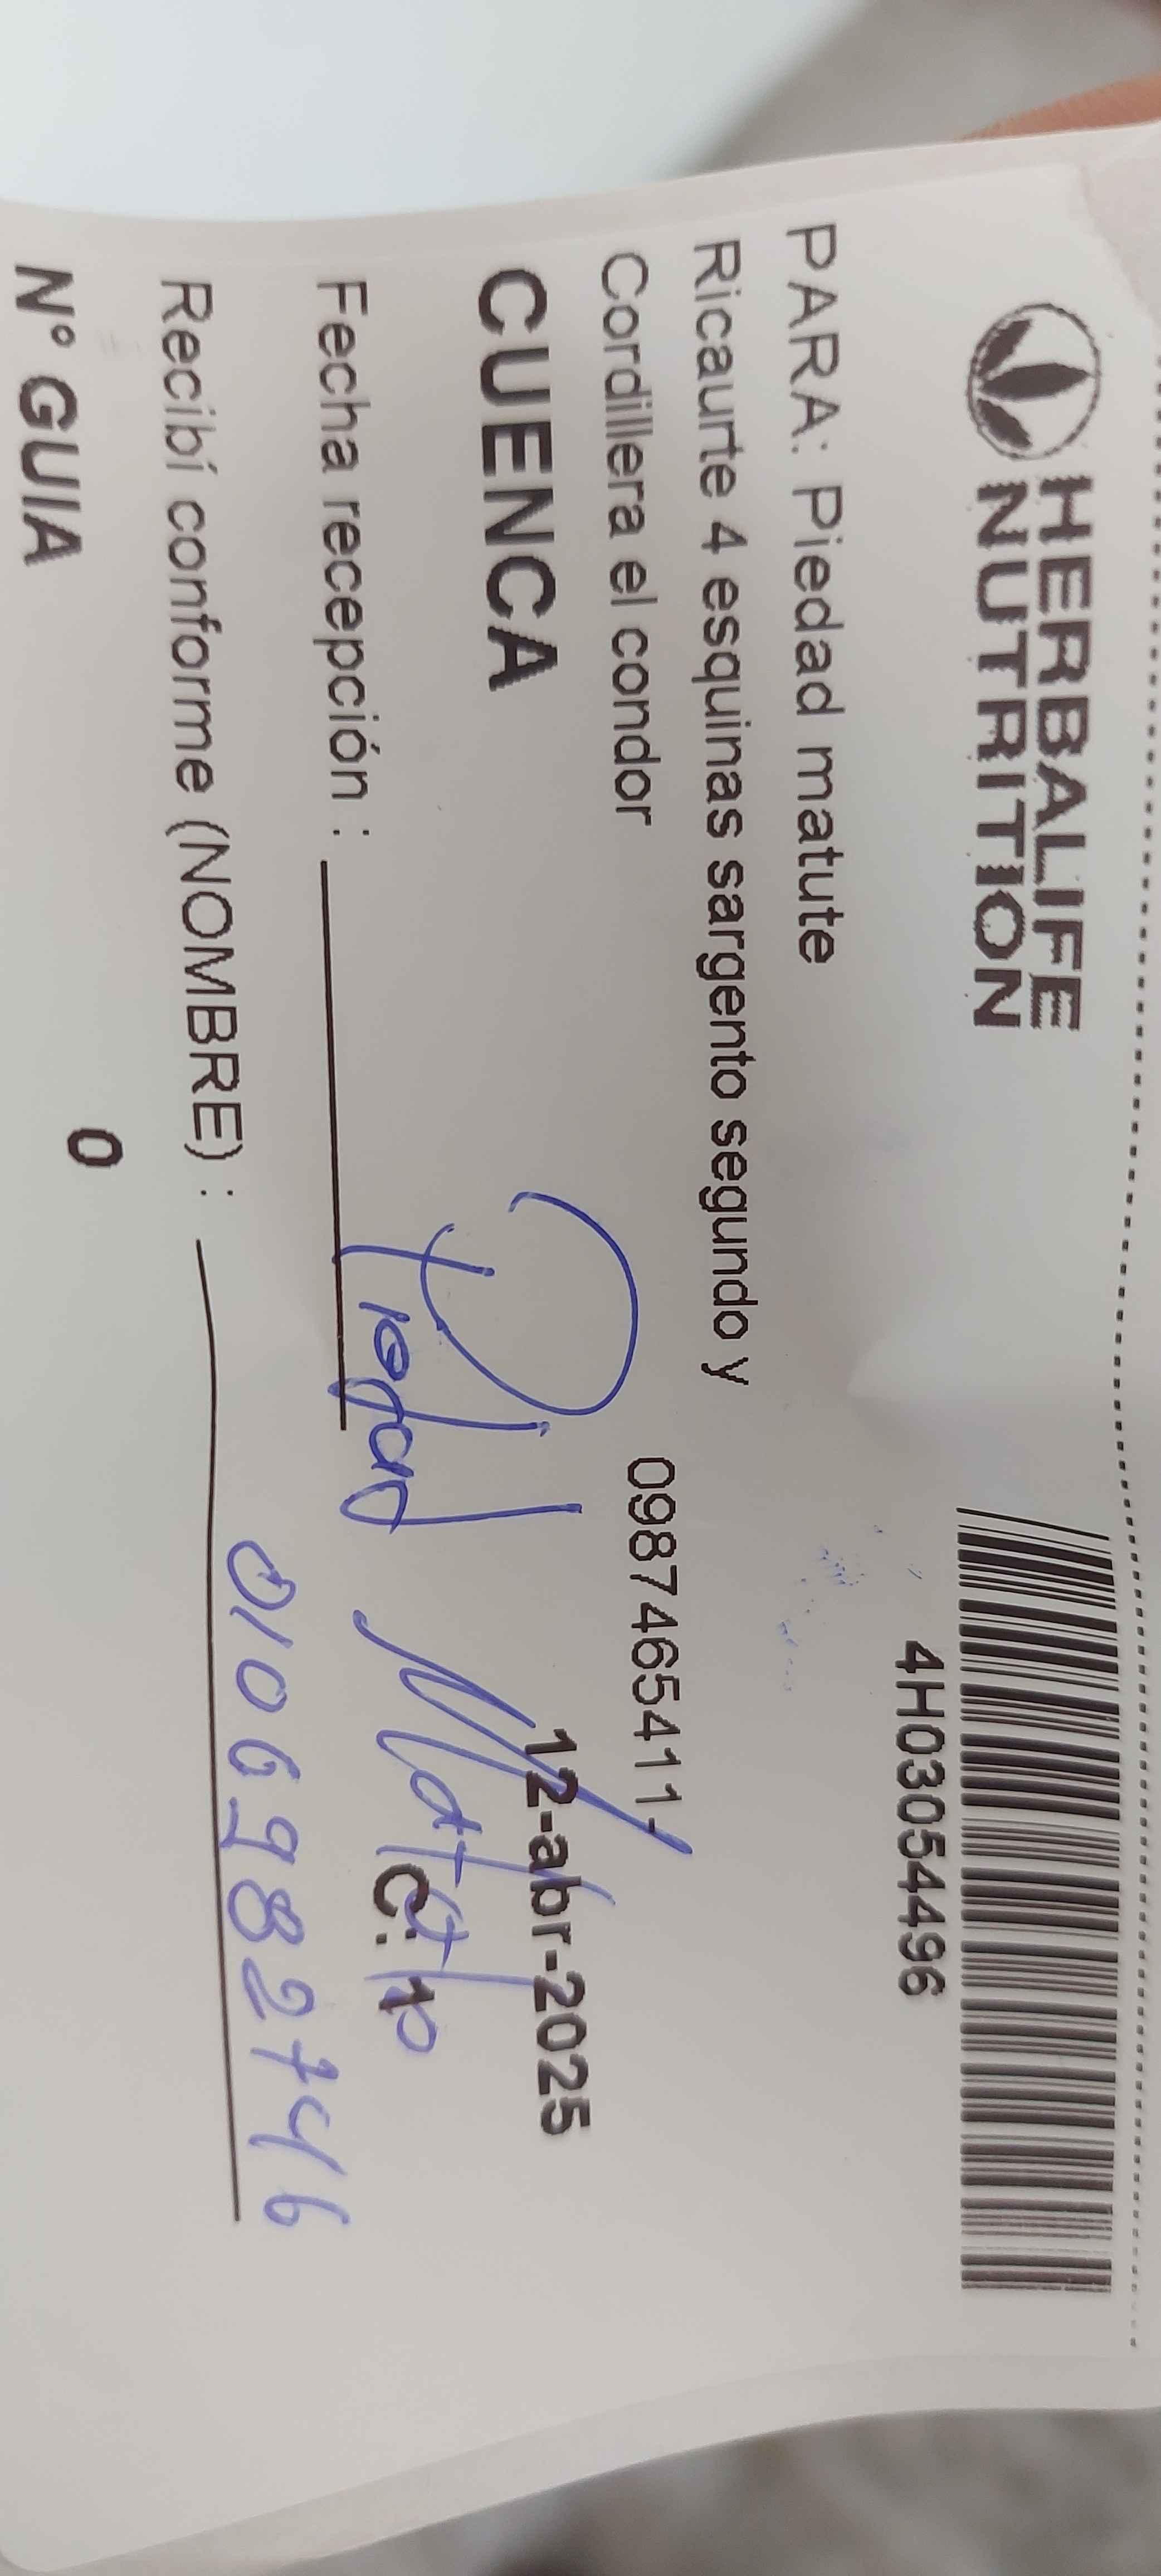 HERBALIFE
NUTRITION
4H03054496
PARA: Piedad matute
Ricaurte 4 esquinas sargento segundo y
Cordillera el condor
0987465411-
CUENCA
12-abr-2025
Piedad Matute
C: 10
Fecha recepción :
0106982746
Recibí conforme (NOMBRE) :
Nº GUIA 0